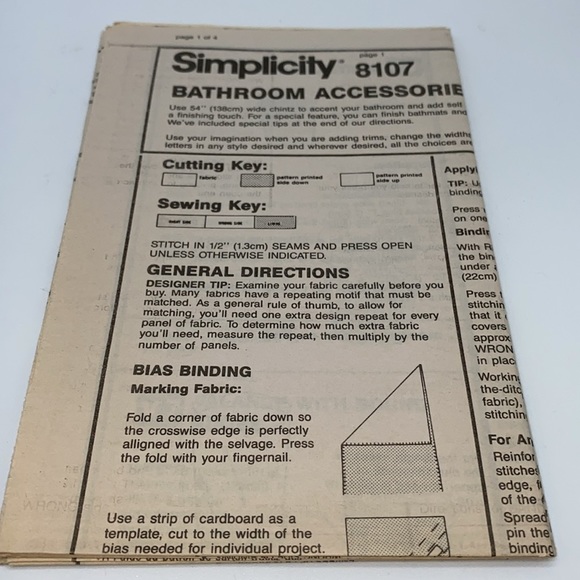 page 1 of 4
Simplicity® page 1 8107
BATHROOM ACCESSORIE
Use 54" (138cm) wide chintz to accent your bathroom and add self
a finishing touch. For a special feature, you can finish bathmats and
We've included special tips at the end of our directions.
Use your imagination when you are adding trims, change the width
letters in any style desired and wherever desired, all the choices are
Cutting Key:
fabric
pattern printed
side down
pattern printed
side up
Sewing Key:
RIGHT SIDE WRONG SIDE LINING
STITCH IN 1/2" (1.3cm) SEAMS AND PRESS OPEN
UNLESS OTHERWISE INDICATED.
GENERAL DIRECTIONS
DESIGNER TIP: Examine your fabric carefully before you
buy. Many fabrics have a repeating motif that must be
matched. As a general rule of thumb, to allow for
matching, you'll need one extra design repeat for every
panel of fabric. To determine how much extra fabric
you'll need, measure the repeat, then multiply by the
number of panels.
BIAS BINDING
Marking Fabric:
Fold a corner of fabric down so
the crosswise edge is perfectly
alligned with the selvage. Press
the fold with your fingernail.
Use a strip of cardboard as a
template, cut to the width of the
bias needed for individual project.
Apply
TIP: U
binding
Press
on one
Bindi
With R
the bin
under
(22cm)
Press
stitchin
that it
covers
approx
WRON
in plac
Working
the-ditc
fabric),
stitchin
For An
Reinfor
stitches
edge,
of the
Spread
pin the
binding